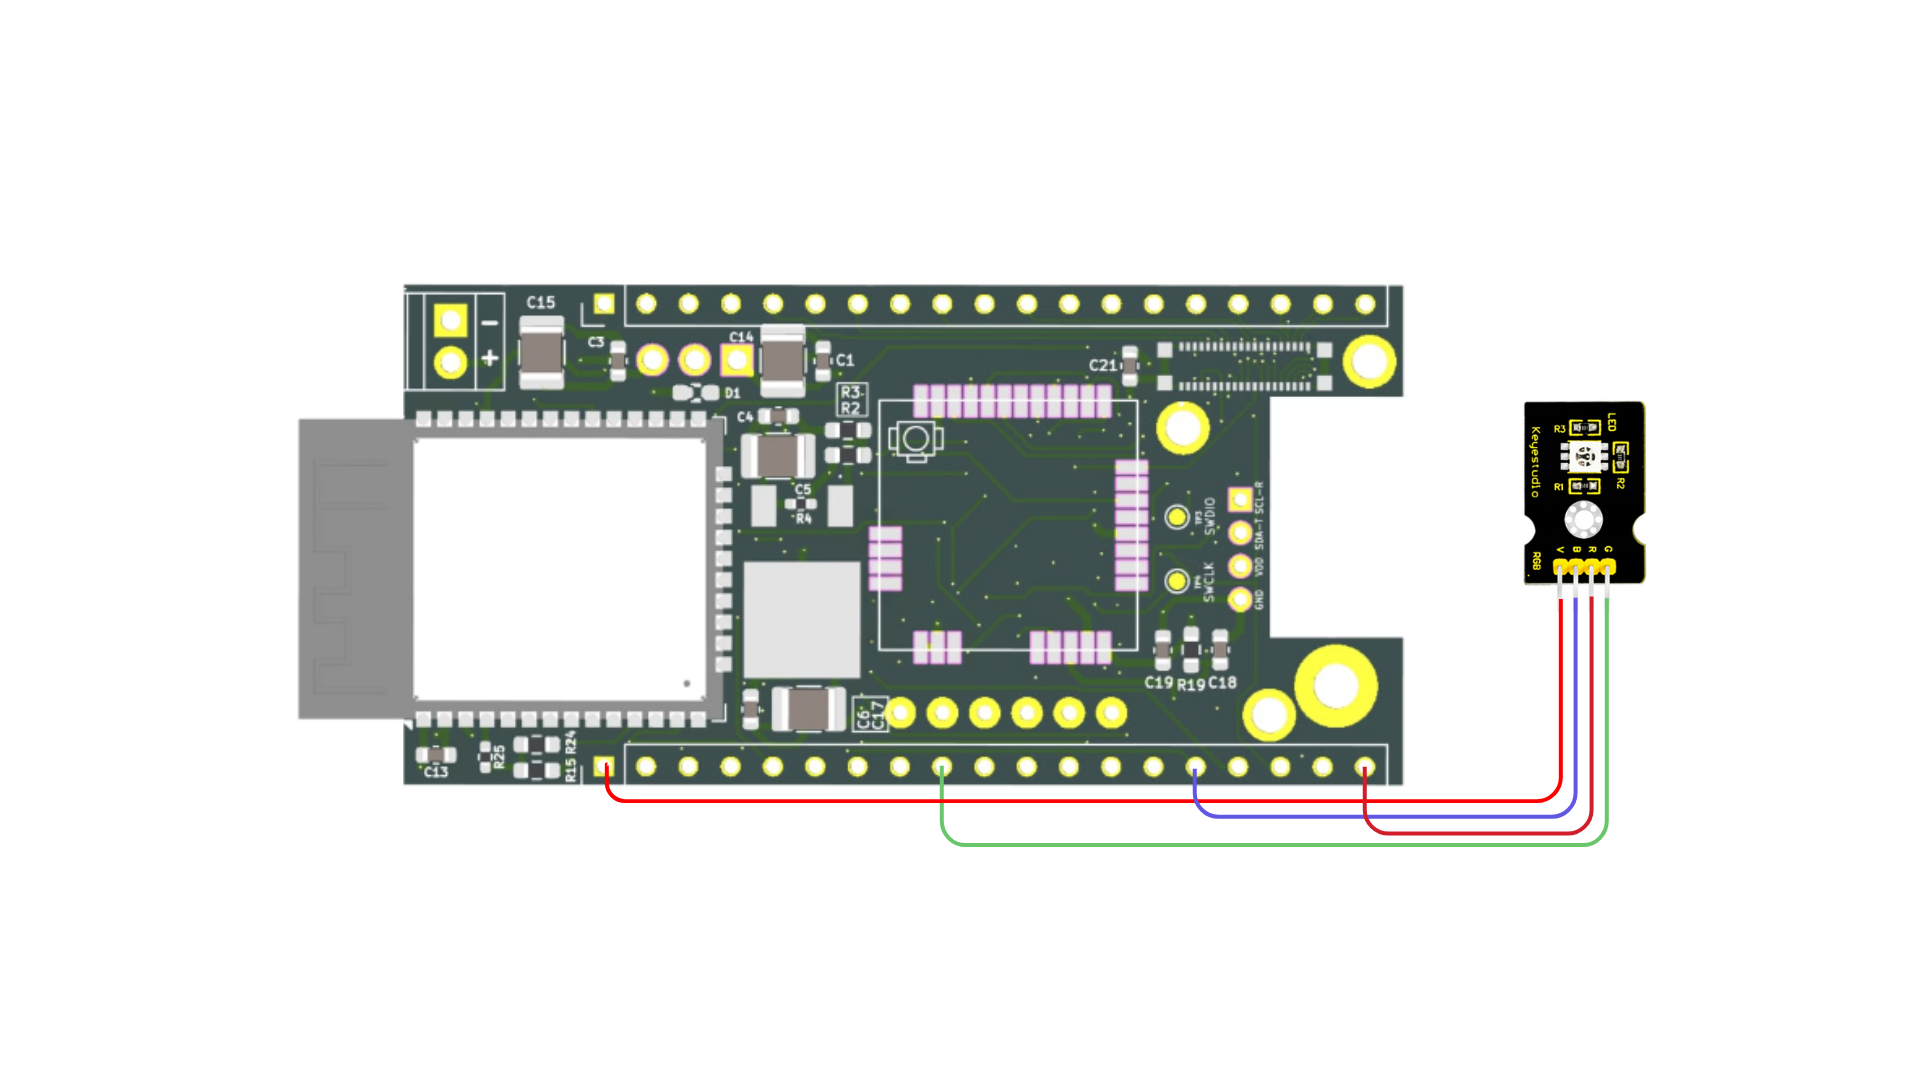 C15
−
+
C3
C14
C1
D1
C4
R3
R2
C5
R4
C21
TP3
SWDIO
SCL-R
SDA-T
VDD
GND
TP4
SWCLK
C19
R19
C18
C6
C17
C13
R25
R24
R15
Keyestudio
R3
LED
R1
R2
RGB
V
B
R
G